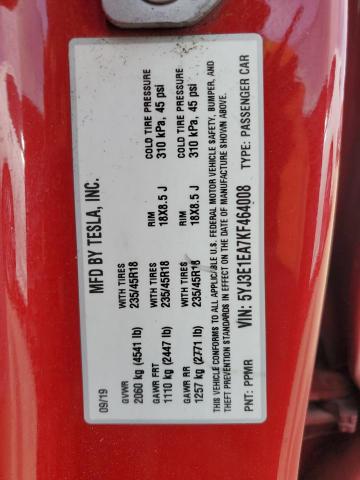 MFD BY TESLA, INC.
09/19
GVWR
2060 kg (4541 lb)
GAWR FRT WITH TIRES RIM COLD TIRE PRESSURE
1110 kg (2447 lb) 235/45R18 18X8.5 J 310 kPa, 45 psi
GAWR RR WITH TIRES RIM COLD TIRE PRESSURE
1257 kg (2771 lb) 235/45R18 18X8.5 J 310 kPa, 45 psi
THIS VEHICLE CONFORMS TO ALL APPLICABLE U.S. FEDERAL MOTOR VEHICLE SAFETY, BUMPER, AND
THEFT PREVENTION STANDARDS IN EFFECT ON THE DATE OF MANUFACTURE SHOWN ABOVE.
VIN: 5YJ3E1EA7KF464008 TYPE: PASSENGER CAR
PNT: PPMR